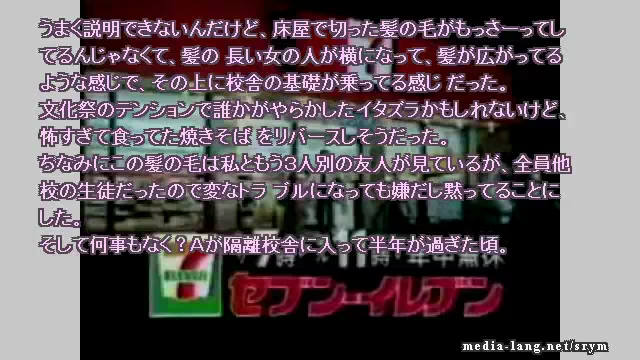 うまく説明できないんだけど、床屋で切った髪の毛がもっさーってし
てるんじゃなくて、髪の 長い女の人が横になって、髪が広がってる
ような感じで、その上に校舎の基礎が乗ってる感じ だった。
文化祭のテンションで誰かがやらかしたイタズラかもしれないけど、
怖すぎて食ってた焼きそば をリバースしそうだった。
ちなみにこの髪の毛は私ともう3人別の友人が見ているが、全員他
校の生徒だったので変なトラ ブルになっても嫌だし黙ってることに
した。
そして何事もなく？Aが隔離校舎に入って半年が過ぎた頃。
11時・年中無休
7
ELEVEN
セブン-イレブン
media-lang.net/srym